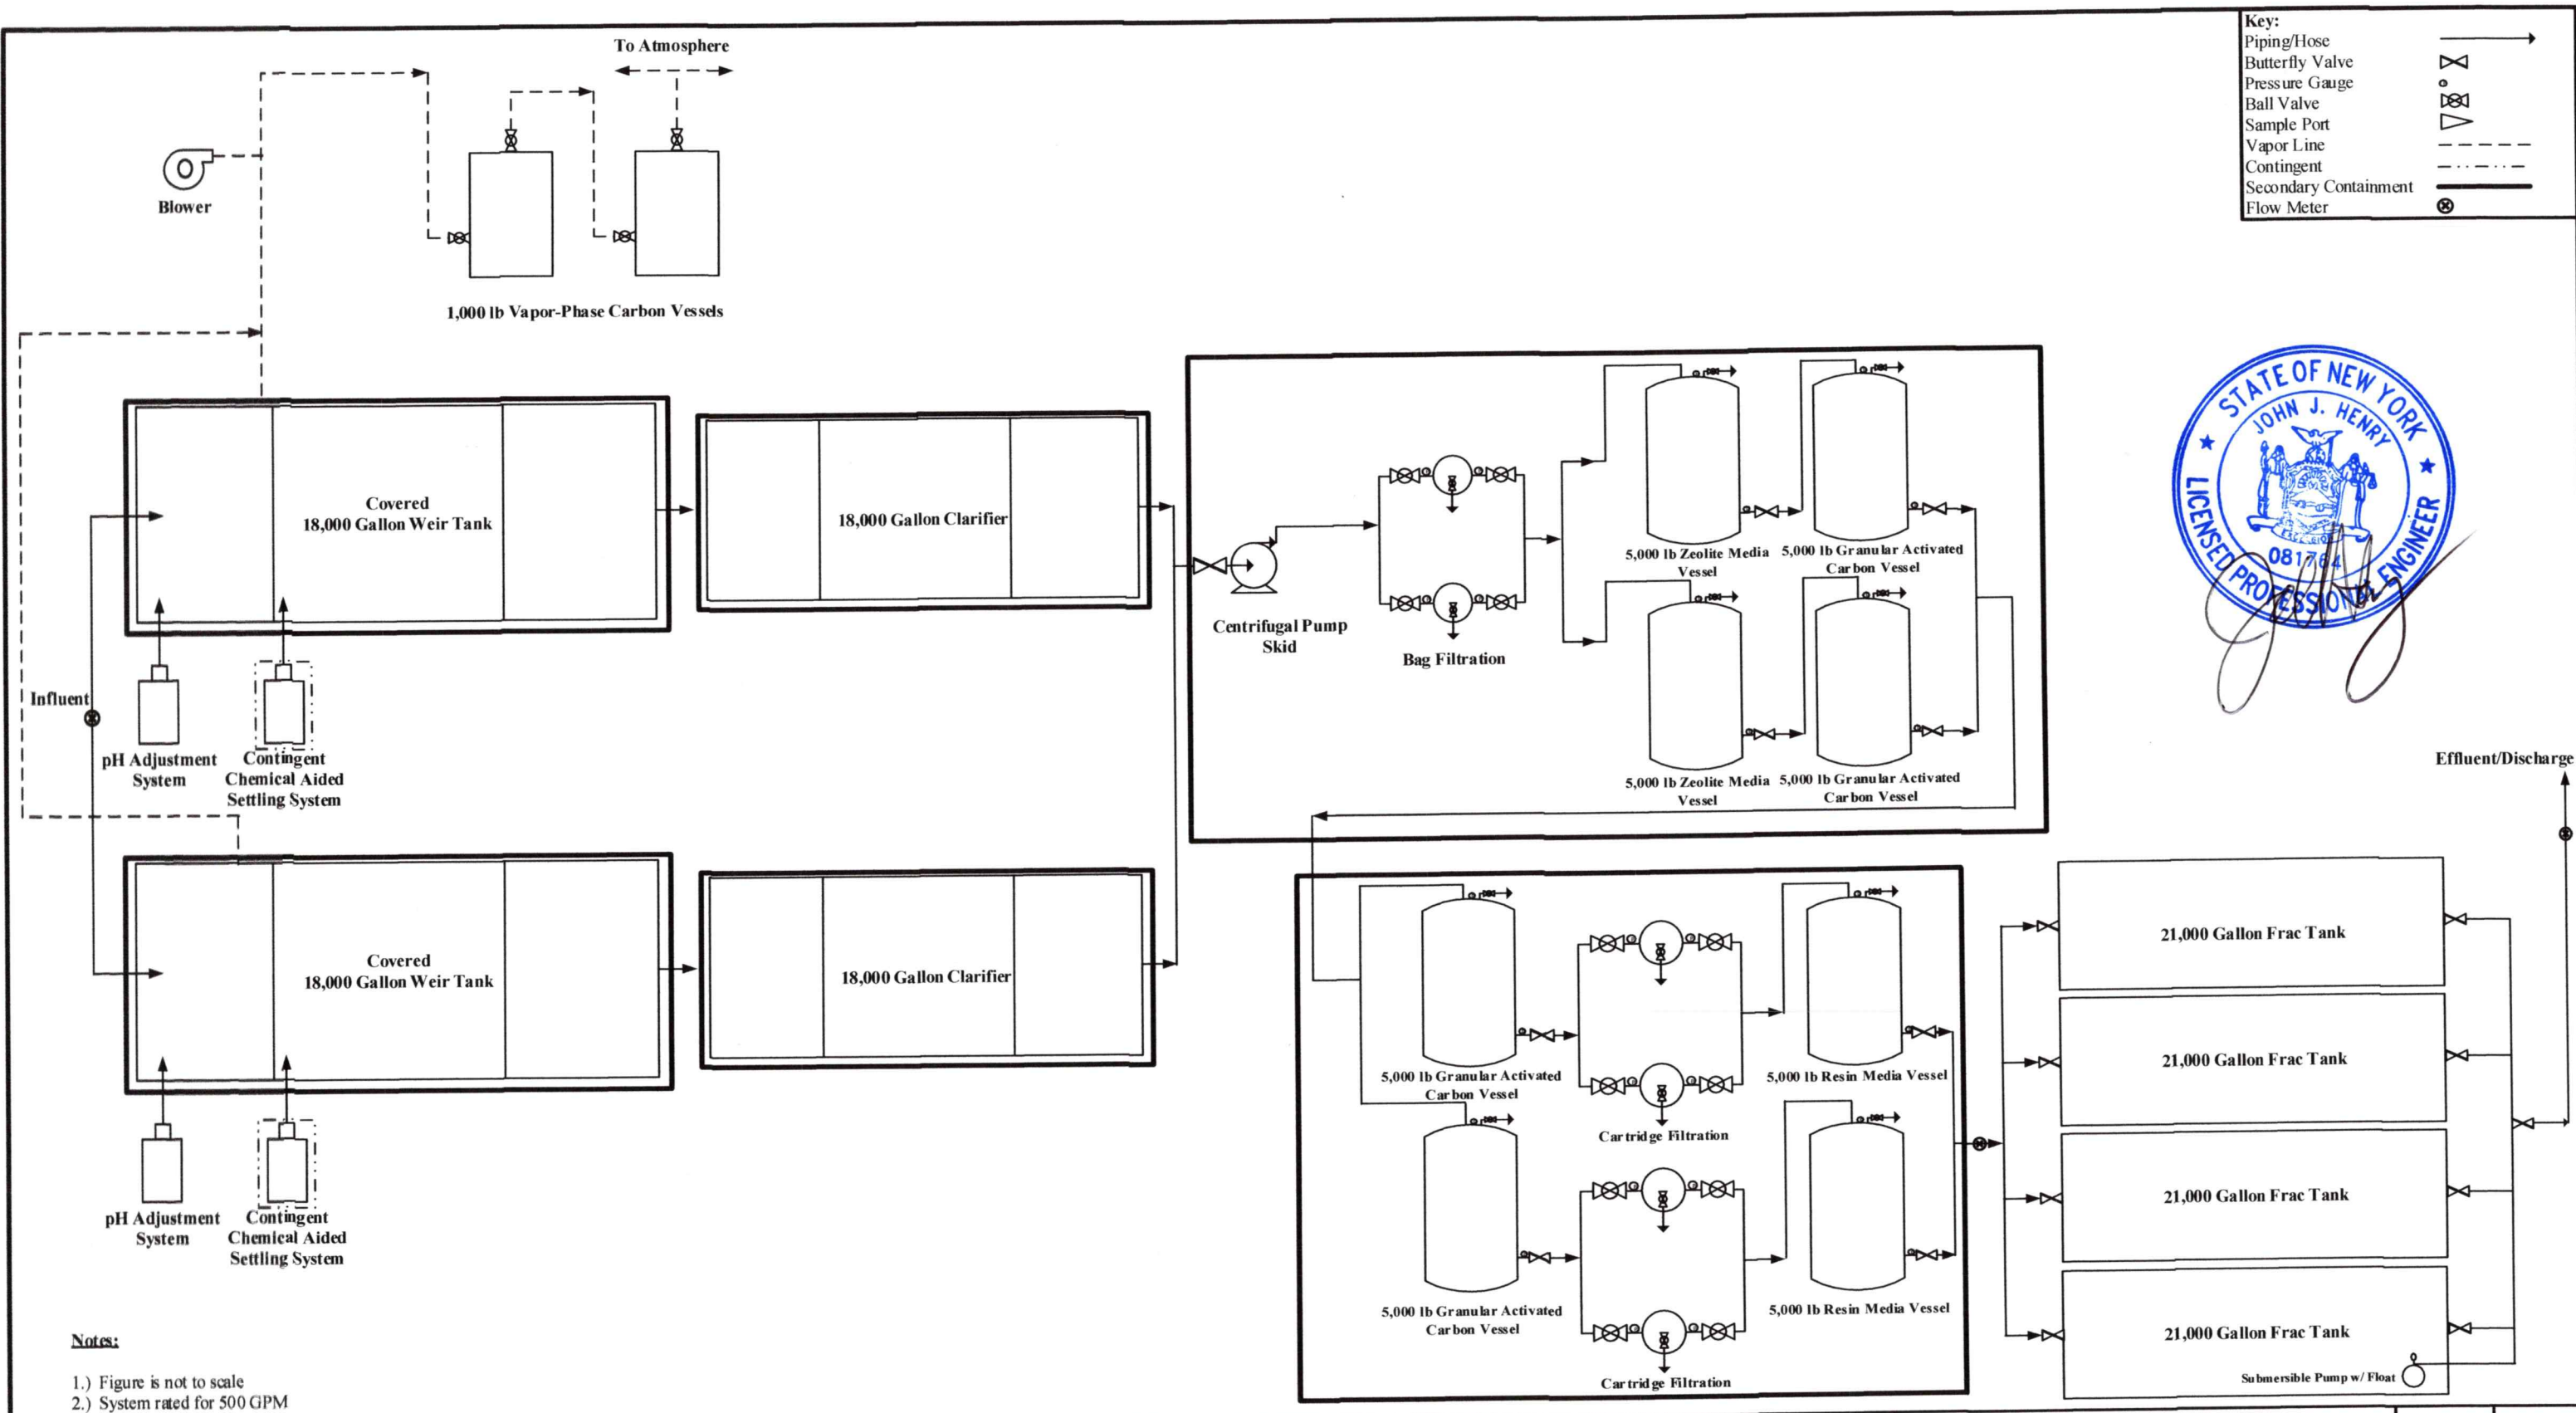 Key:
Piping/Hose
Butterfly Valve
Pressure Gauge
Ball Valve
Sample Port
Vapor Line
Contingent
Secondary Containment
Flow Meter
To Atmosphere
Blower
1,000 lb Vapor-Phase Carbon Vessels
Covered
18,000 Gallon Weir Tank
18,000 Gallon Clarifier
Influent
pH Adjustment
System
Contingent
Chemical Aided
Settling System
Covered
18,000 Gallon Weir Tank
18,000 Gallon Clarifier
pH Adjustment
System
Contingent
Chemical Aided
Settling System
Centrifugal Pump
Skid
Bag Filtration
5,000 lb Zeolite Media
Vessel
5,000 lb Granular Activated
Carbon Vessel
5,000 lb Zeolite Media
Vessel
5,000 lb Granular Activated
Carbon Vessel
STATE OF NEW YORK
JOHN J. HENRY
EXCELSIOR
081764
LICENSED PROFESSIONAL ENGINEER
Effluent/Discharge
5,000 lb Granular Activated
Carbon Vessel
Cartridge Filtration
5,000 lb Resin Media Vessel
5,000 lb Granular Activated
Carbon Vessel
Cartridge Filtration
5,000 lb Resin Media Vessel
21,000 Gallon Frac Tank
21,000 Gallon Frac Tank
21,000 Gallon Frac Tank
21,000 Gallon Frac Tank
Submersible Pump w/ Float
Notes:
1.) Figure is not to scale
2.) System rated for 500 GPM